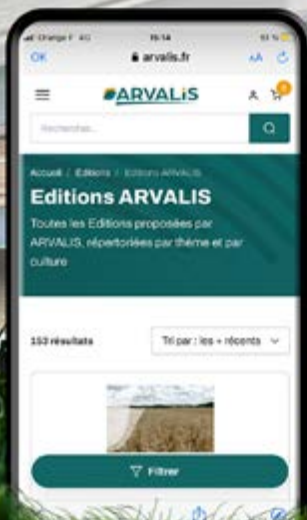 Orange F 4G 15:14
OK arvalis.fr AA
ARVALIS
Rechercher...
Accueil / Editions / Editions ARVALIS
Editions ARVALIS
Toutes les Editions proposées par
ARVALIS, répertoriées par thème et par
culture
153 résultats Tri par : les + récents
Filtrer